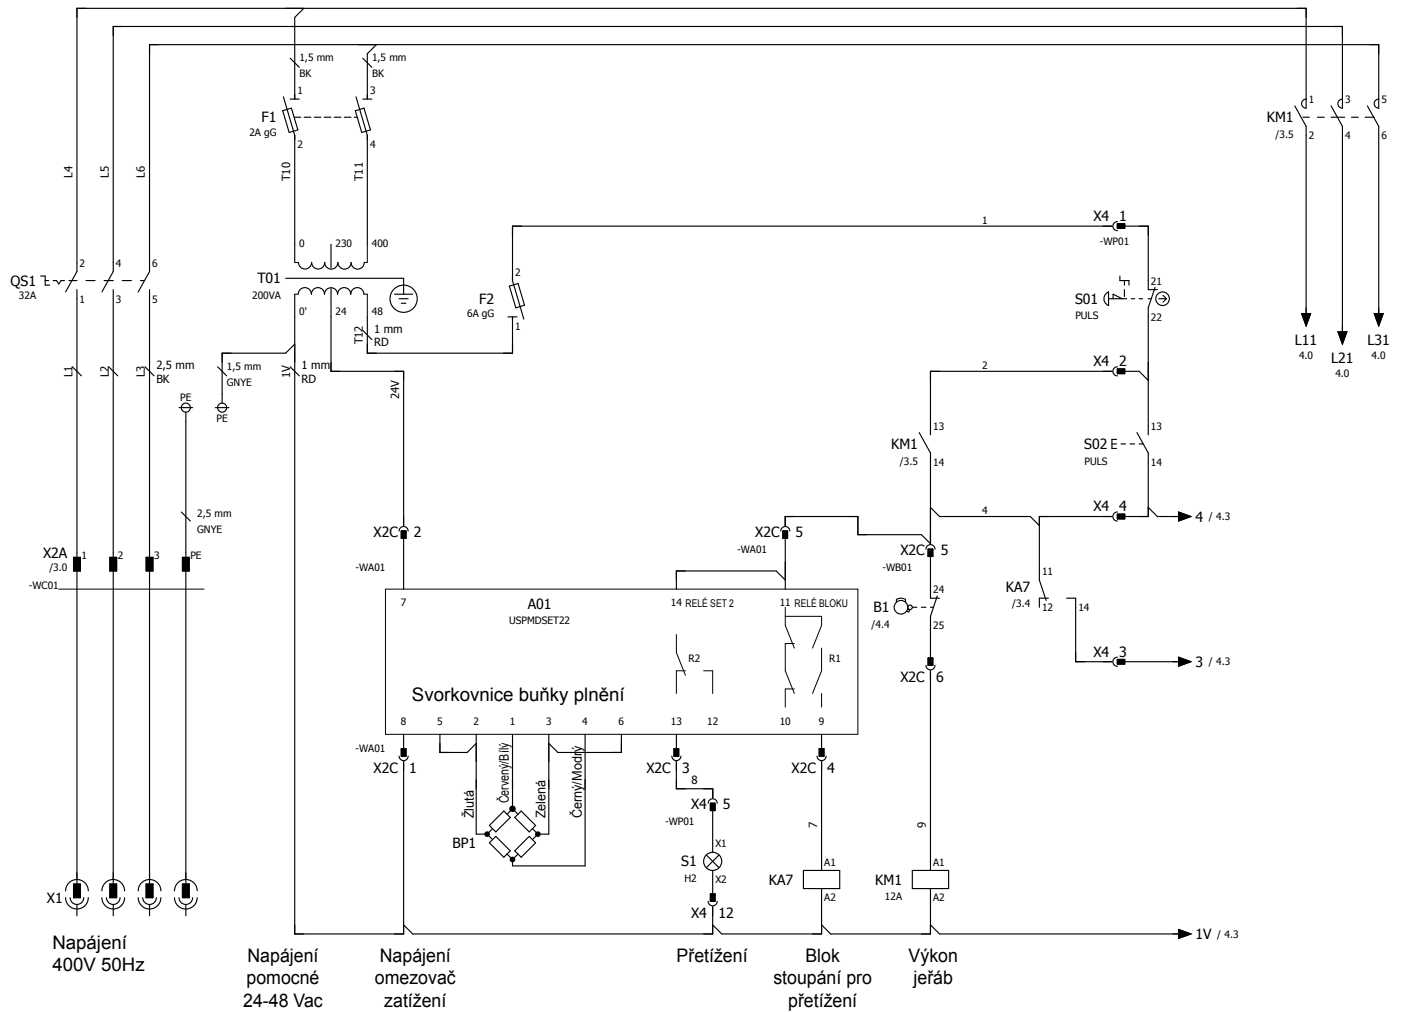 1,5 mm
BK
1,5 mm
BK
1
3
F1
2A gG
2
4
T10
T11
L4
L5
L6
1
3
5
KM1
/3.5
2
4
6
X4 1
-WP01
1
0
230
400
2
4
6
QS1
32A
1
3
5
T01
200VA
0'
24
48
T12
1 mm
RD
2
F2
6A gG
1
21
S01
PULS
22
L11
4.0
L21
4.0
L31
4.0
L1
L2
L3
2,5 mm
BK
1,5 mm
GNYE
1V
1 mm
RD
PE
PE
24V
2
X4 2
13
KM1
/3.5
14
13
S02 E
PULS
14
2,5 mm
GNYE
4
X4 4
4 / 4.3
X2C 2
-WA01
X2C 5
-WA01
X2C 5
-WB01
X2A
/3.0
1
2
3
PE
-WC01
11
KA7
/3.4
12
14
7
A01
USPMDSET22
14 RELÉ SET 2
11 RELÉ BLOKU
24
B1
/4.4
25
R2
R1
X4 3
3 / 4.3
X2C 6
Svorkovnice buňky plnění
8
5
2
1
3
4
6
13
12
10
9
-WA01
X2C 1
Žlutá
Červený/Bílý
Zelená
Černý/Modrý
X2C 3
X2C 4
8
X4 5
-WP01
BP1
7
9
X1
S1
H2
X2
A1
KA7
A2
A1
KM1
12A
A2
X1
X4 12
1V / 4.3
Napájení
400V 50Hz
Napájení
pomocné
24-48 Vac
Napájení
omezovač
zatížení
Přetížení
Blok
stoupání pro
přetížení
Výkon
jeřáb